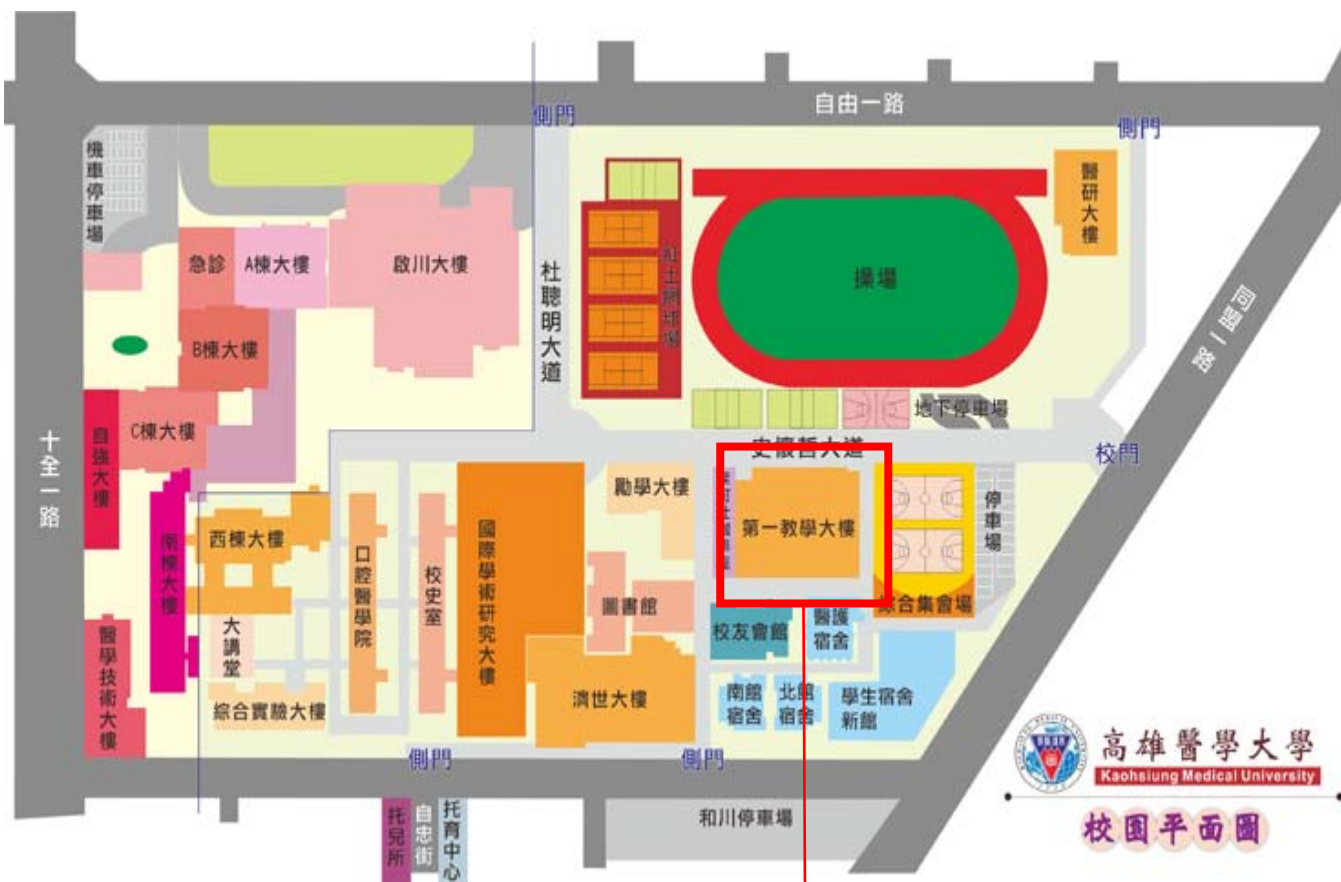 自由一路
側門
側門
機車停車場
醫研大樓
急診
A棟大樓
啟川大樓
杜聰明大道
紅土網球場
操場
同盟一路
B棟大樓
地下停車場
十全一路
自強大樓
C棟大樓
史懷哲大道
校門
南棟大樓
西棟大樓
口腔醫學院
校史室
國際學術研究大樓
勵學大樓
第一教學大樓
停車場
圖書館
綜合集會場
醫學技術大樓
大講堂
校友會館
醫護
宿舍
綜合實驗大樓
濟世大樓
南館
宿舍
北館
宿舍
學生宿舍
新館
側門
側門
托兒所
自忠街
托育中心
和川停車場
高雄醫學大學
Kaohsiung Medical University
校園平面圖